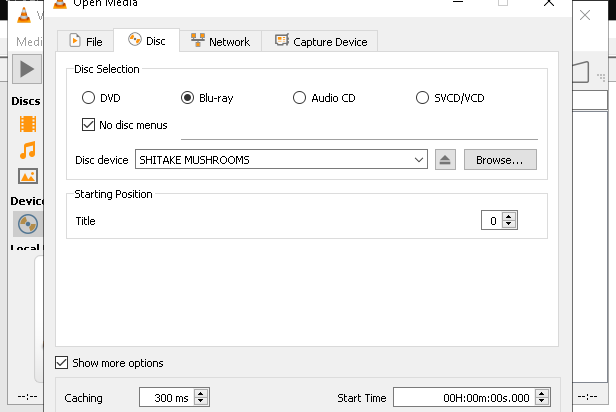 Open Media
V
Medi
File
Disc
Network
Capture Device
Disc Selection
DVD
Blu-ray
Audio CD
SVCD/VCD
No disc menus
Discs
Disc device
SHITAKE MUSHROOMS
Browse...
Starting Position
Device
Title
0
Local
Show more options
--:--
Caching
300 ms
Start Time
00H:00m:00s.000
--:--